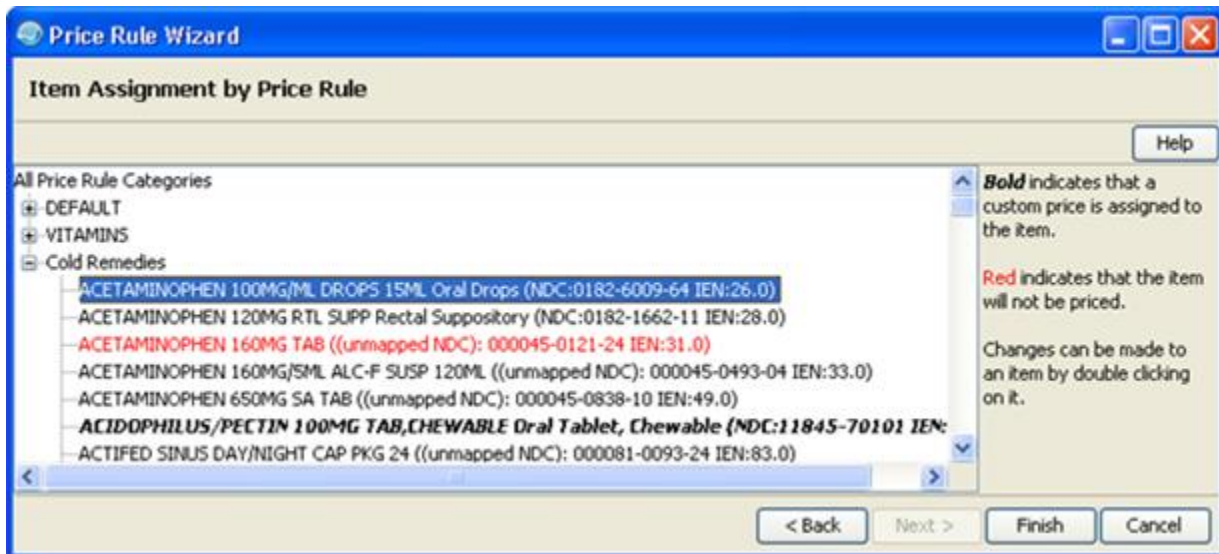 Price Rule Wizard
Item Assignment by Price Rule
Help
All Price Rule Categories
DEFAULT
VITAMINS
Cold Remedies
ACETAMINOPHEN 100MG/ML DROPS 15ML Oral Drops (NDC:0182-6009-64 IEN:26.0)
ACETAMINOPHEN 120MG RTL SUPP Rectal Suppository (NDC:0182-1662-11 IEN:28.0)
ACETAMINOPHEN 160MG TAB ((unmapped NDC): 000045-0121-24 IEN:31.0)
ACETAMINOPHEN 160MG/5ML ALC-F SUSP 120ML ((unmapped NDC): 000045-0493-04 IEN:33.0)
ACETAMINOPHEN 650MG SA TAB ((unmapped NDC): 000045-0838-10 IEN:49.0)
ACIDOPHILUS/PECTIN 100MG TAB,CHEWABLE Oral Tablet, Chewable (NDC:11845-70101 IEN:
ACTIFED SINUS DAY/NIGHT CAP PKG 24 ((unmapped NDC): 000081-0093-24 IEN:83.0)
Bold indicates that a
custom price is assigned to
the item.
Red indicates that the item
will not be priced.
Changes can be made to
an item by double clicking
on it.
< Back
Next >
Finish
Cancel